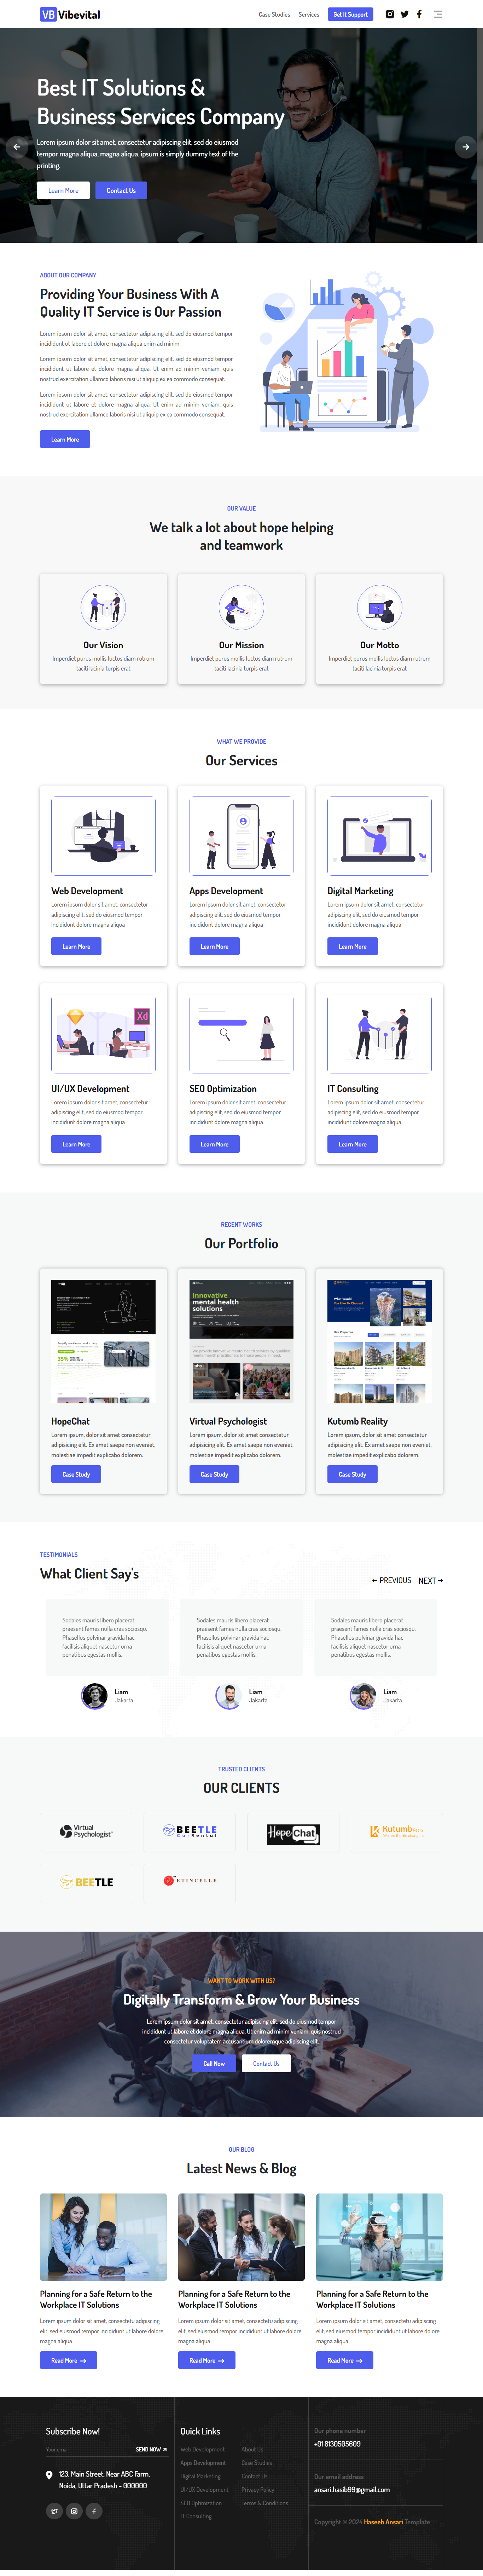 VB Vibevital
Case Studies
Services
Get It Support
Best IT Solutions &
Business Services Company
Lorem ipsum dolor sit amet, consectetur adipiscing elit, sed do eiusmod
tempor magna aliqua, magna aliqua. ipsum is simply dummy text of the
printing.
Learn More
Contact Us
ABOUT OUR COMPANY
Providing Your Business With A
Quality IT Service is Our Passion
Lorem ipsum dolor sit amet, consectetur adipiscing elit, sed do eiusmod tempor
incididunt ut labore et dolore magna aliqua enim ad minim
Lorem ipsum dolor sit amet, consectetur adipiscing elit, sed do eiusmod tempor
incididunt ut labore et dolore magna aliqua. Ut enim ad minim veniam, quis
nostrud exercitation ullamco laboris nisi ut aliquip ex ea commodo consequat.
Lorem ipsum dolor sit amet, consectetur adipiscing elit, sed do eiusmod tempor
incididunt ut labore et dolore magna aliqua. Ut enim ad minim veniam, quis
nostrud exercitation ullamco laboris nisi ut aliquip ex ea commodo consequat.
Learn More
OUR VALUE
We talk a lot about hope helping
and teamwork
Our Vision
Imperdiet purus mollis luctus diam rutrum
taciti lacinia turpis erat
Our Mission
Imperdiet purus mollis luctus diam rutrum
taciti lacinia turpis erat
Our Motto
Imperdiet purus mollis luctus diam rutrum
taciti lacinia turpis erat
WHAT WE PROVIDE
Our Services
Web Development
Lorem ipsum dolor sit amet, consectetur
adipiscing elit, sed do eiusmod tempor
incididunt dolore magna aliqua
Learn More
Apps Development
Lorem ipsum dolor sit amet, consectetur
adipiscing elit, sed do eiusmod tempor
incididunt dolore magna aliqua
Learn More
Digital Marketing
Lorem ipsum dolor sit amet, consectetur
adipiscing elit, sed do eiusmod tempor
incididunt dolore magna aliqua
Learn More
Xd
UI/UX Development
Lorem ipsum dolor sit amet, consectetur
adipiscing elit, sed do eiusmod tempor
incididunt dolore magna aliqua
Learn More
SEO Optimization
Lorem ipsum dolor sit amet, consectetur
adipiscing elit, sed do eiusmod tempor
incididunt dolore magna aliqua
Learn More
IT Consulting
Lorem ipsum dolor sit amet, consectetur
adipiscing elit, sed do eiusmod tempor
incididunt dolore magna aliqua
Learn More
RECENT WORKS
Our Portfolio
HopeChat
Lorem ipsum, dolor sit amet consectetur
adipisicing elit. Ex amet saepe non eveniet,
molestiae impedit explicabo dolorem.
Case Study
Innovative
mental health
solutions
Virtual Psychologist
Lorem ipsum, dolor sit amet consectetur
adipisicing elit. Ex amet saepe non eveniet,
molestiae impedit explicabo dolorem.
Case Study
Kutumb Reality
Lorem ipsum, dolor sit amet consectetur
adipisicing elit. Ex amet saepe non eveniet,
molestiae impedit explicabo dolorem.
Case Study
TESTIMONIALS
What Client Say's
PREVIOUS
NEXT
Sodales mauris libero placerat
praesent fames nulla cras sociosqu.
Phasellus pulvinar gravida hac
facilisis aliquet nascetur urna
penatibus egestas mollis.
Liam
Jakarta
Sodales mauris libero placerat
praesent fames nulla cras sociosqu.
Phasellus pulvinar gravida hac
facilisis aliquet nascetur urna
penatibus egestas mollis.
Liam
Jakarta
Sodales mauris libero placerat
praesent fames nulla cras sociosqu.
Phasellus pulvinar gravida hac
facilisis aliquet nascetur urna
penatibus egestas mollis.
Liam
Jakarta
TRUSTED CLIENTS
OUR CLIENTS
Virtual
Psychologist
BEETLE
Car Rental
Hope Chat
Kutumb
BEETLE
ETINCELLE
WANT TO WORK WITH US?
Digitally Transform & Grow Your Business
Lorem ipsum dolor sit amet, consectetur adipiscing elit, sed do eiusmod tempor
incididunt ut labore et dolore magna aliqua. Ut enim ad minim veniam, quis nostrud
consectetur voluptatem accusantium doloremque adipiscing elit.
Call Now
Contact Us
OUR BLOG
Latest News & Blog
Planning for a Safe Return to the
Workplace IT Solutions
Lorem ipsum dolor sit amet, consectetu adipiscing
elit, sed eiusmod tempor incididunt ut labore dolore
magna aliqua
Read More
Planning for a Safe Return to the
Workplace IT Solutions
Lorem ipsum dolor sit amet, consectetu adipiscing
elit, sed eiusmod tempor incididunt ut labore dolore
magna aliqua
Read More
Planning for a Safe Return to the
Workplace IT Solutions
Lorem ipsum dolor sit amet, consectetu adipiscing
elit, sed eiusmod tempor incididunt ut labore dolore
magna aliqua
Read More
Subscribe Now!
Your email
SEND NOW
123, Main Street, Near ABC Farm,
Noida, Uttar Pradesh - 000000
Quick Links
Web Development
Apps Development
Digital Marketing
UI/UX Development
SEO Optimization
IT Consulting
About Us
Case Studies
Contact Us
Privacy Policy
Terms & Conditions
Our phone number
+91 8130505609
Our email address
ansari.hasib99@gmail.com
Copyright © 2024 Haseeb Ansari Template